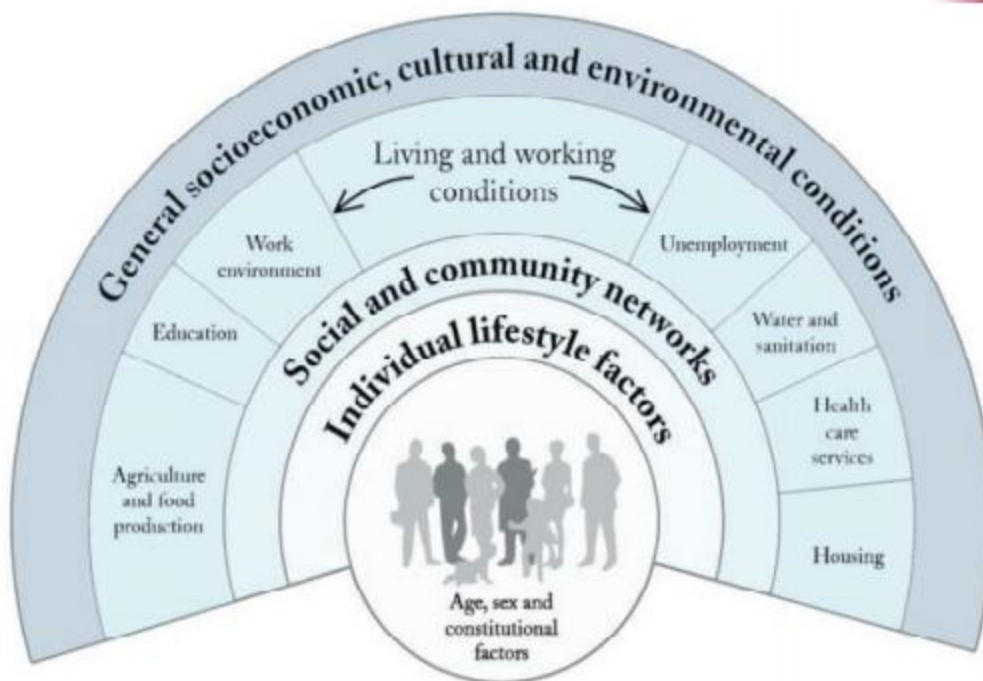 General socioeconomic, cultural and environmental conditions
Living and working
conditions
Work
environment
Unemployment
Education
Water and
sanitation
Agriculture
and food
production
Health
care
services
Housing
Social and community networks
Individual lifestyle factors
Age, sex and
constitutional
factors